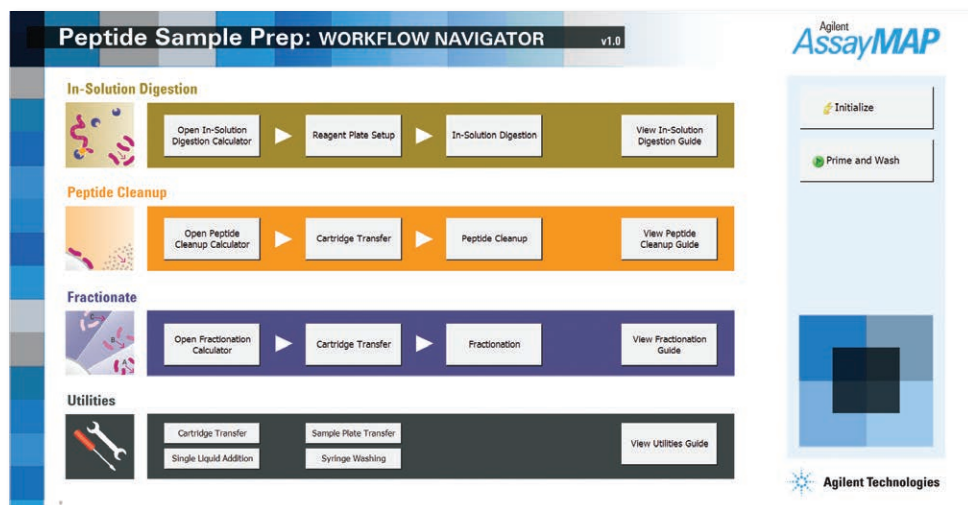 Peptide Sample Prep: WORKFLOW NAVIGATOR v1.0
Agilent
AssayMAP
In-Solution Digestion
Open In-Solution
Digestion Calculator
Reagent Plate Setup
In-Solution Digestion
View In-Solution
Digestion Guide
Initialize
Prime and Wash
Peptide Cleanup
Open Peptide
Cleanup Calculator
Cartridge Transfer
Peptide Cleanup
View Peptide
Cleanup Guide
Fractionate
C
B
A
Open Fractionation
Calculator
Cartridge Transfer
Fractionation
View Fractionation
Guide
Utilities
Cartridge Transfer
Sample Plate Transfer
Single Liquid Addition
Syringe Washing
View Utilities Guide
Agilent Technologies